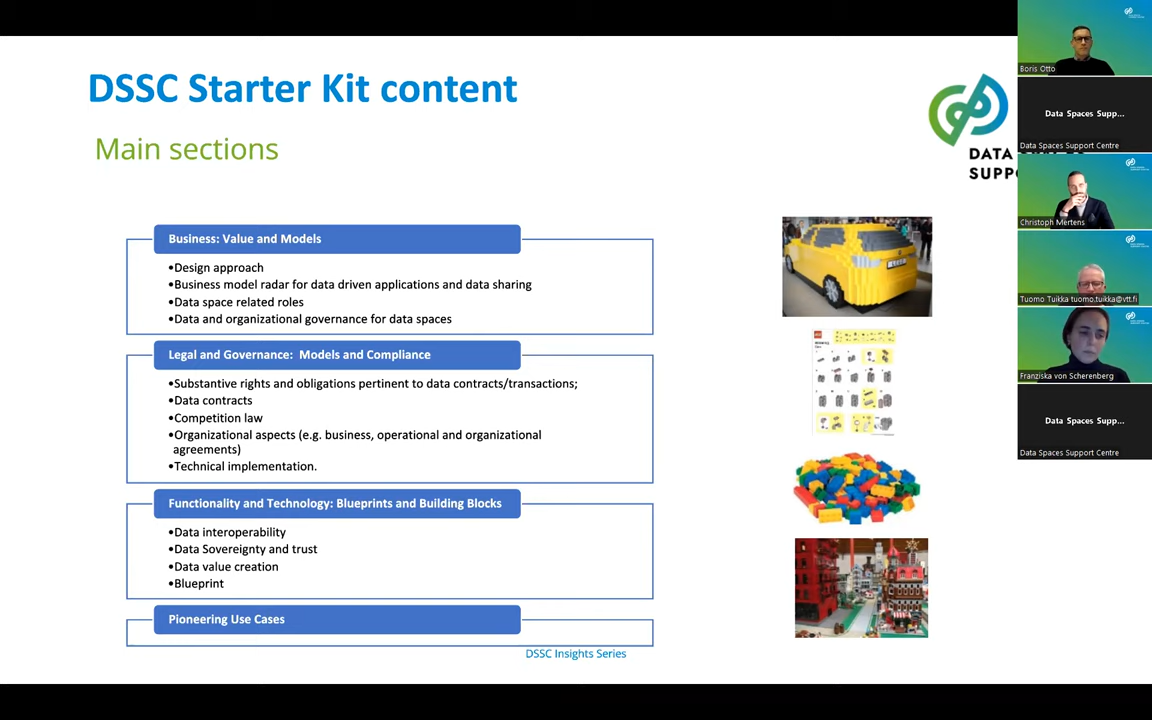 DSSC Starter Kit content
Main sections
DATA
SUPP
Business: Value and Models
•Design approach
•Business model radar for data driven applications and data sharing
•Data space related roles
•Data and organizational governance for data spaces
Legal and Governance: Models and Compliance
•Substantive rights and obligations pertinent to data contracts/transactions;
•Data contracts
•Competition law
•Organizational aspects (e.g. business, operational and organizational
agreements)
•Technical implementation.
Functionality and Technology: Blueprints and Building Blocks
•Data interoperability
•Data Sovereignty and trust
•Data value creation
•Blueprint
Pioneering Use Cases
DSSC Insights Series
Boris Otto
Data Spaces Supp...
Data Spaces Support Centre
Christoph Mertens
Tuomo Tuikka tuomo.tuikka@vtt.fi
Franziska von Scherenberg
Data Spaces Supp...
Data Spaces Support Centre